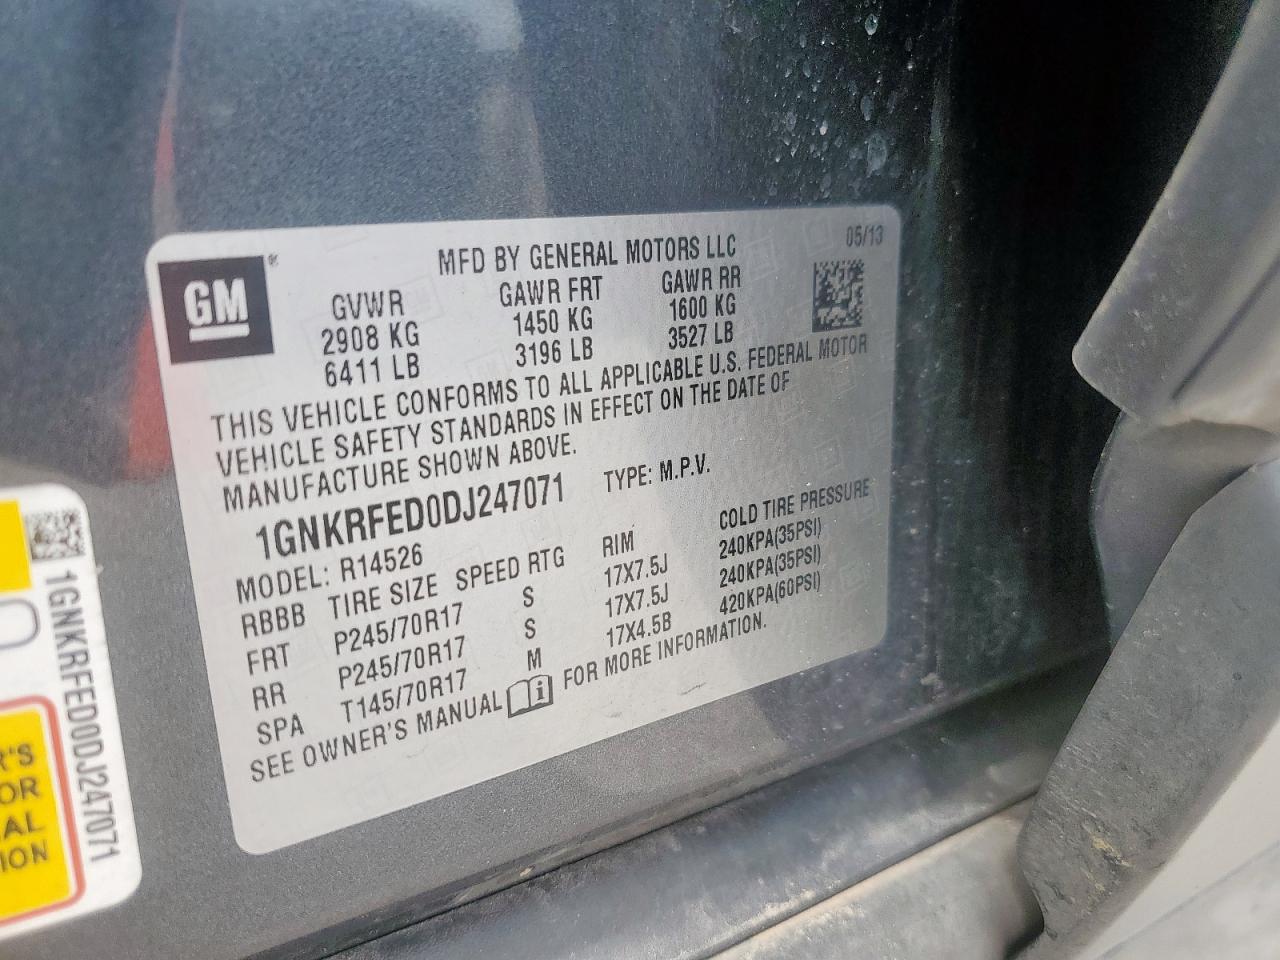 GM
®
MFD BY GENERAL MOTORS LLC 05/13
GVWR GAWR FRT GAWR RR
2908 KG 1450 KG 1600 KG
6411 LB 3196 LB 3527 LB
THIS VEHICLE CONFORMS TO ALL APPLICABLE U.S. FEDERAL MOTOR
VEHICLE SAFETY STANDARDS IN EFFECT ON THE DATE OF
MANUFACTURE SHOWN ABOVE.
1GNKRFED0DJ247071 TYPE: M.P.V.
MODEL: R14526
RBBB TIRE SIZE SPEED RTG RIM COLD TIRE PRESSURE
FRT P245/70R17 S 17X7.5J 240KPA(35PSI)
RR P245/70R17 S 17X7.5J 240KPA(35PSI)
SPA T145/70R17 M 17X4.5B 420KPA(60PSI)
SEE OWNER'S MANUAL i FOR MORE INFORMATION.
1GNKRFED0DJ247071
R'S
OR
AL
ION